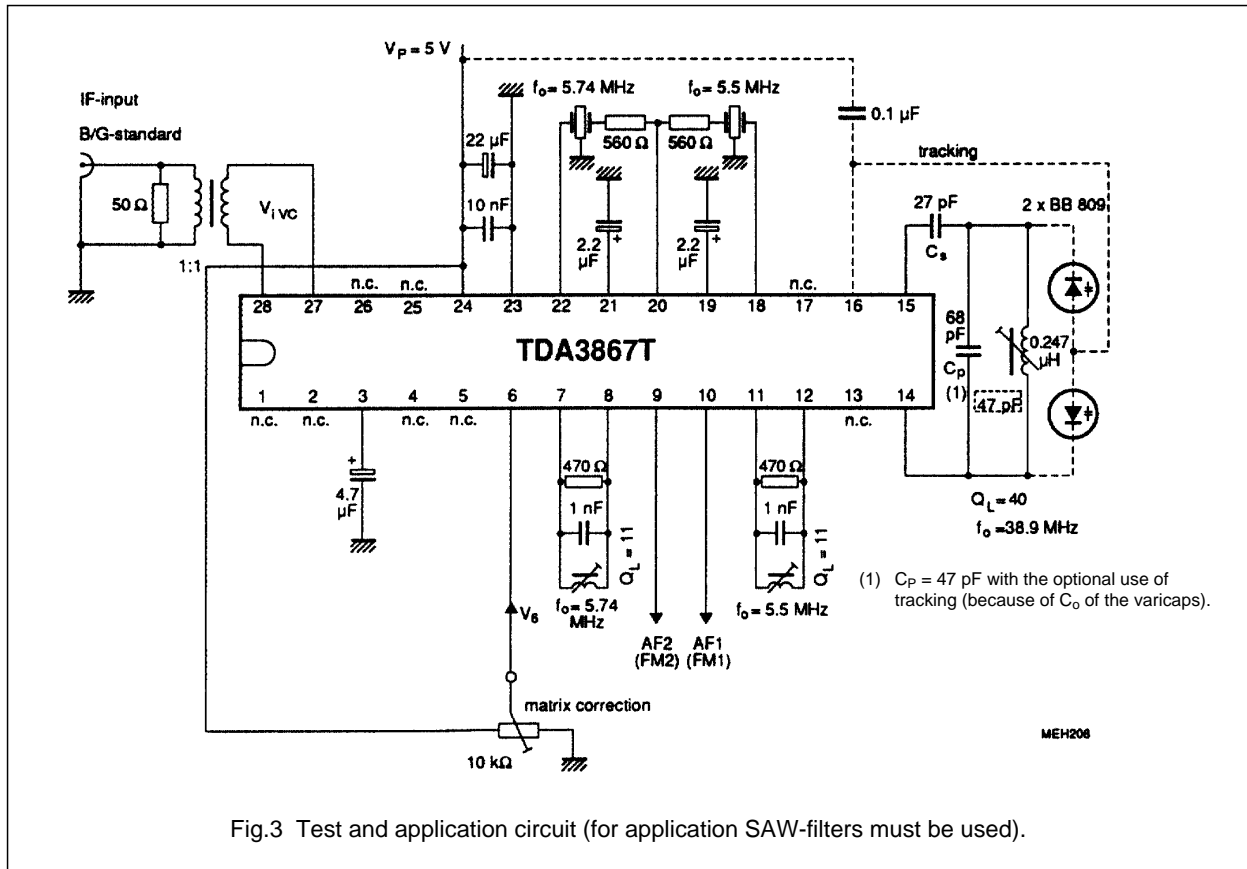 V_P = 5 V
IF-input
B/G-standard
f_o = 5.74 MHz
f_o = 5.5 MHz
0.1 µF
22 µF
560 Ω
560 Ω
tracking
50 Ω
V_i VC
10 nF
27 pF
2 x BB 809
2.2 µF
+
2.2 µF
+
C_s
1:1
n.c.
n.c.
n.c.
28
27
26
25
24
23
22
21
20
19
18
17
16
15
TDA3867T
68 pF
C_p
(1)
0.247 µH
47 pF
1
2
3
4
5
6
7
8
9
10
11
12
13
14
n.c.
n.c.
n.c.
n.c.
n.c.
+
4.7 µF
470 Ω
1 nF
Q_L = 11
f_o = 5.74 MHz
470 Ω
1 nF
Q_L = 11
f_o = 5.5 MHz
Q_L = 40
f_o = 38.9 MHz
(1) C_P = 47 pF with the optional use of
tracking (because of C_o of the varicaps).
V_6
AF2
(FM2)
AF1
(FM1)
matrix correction
10 kΩ
MEH206
Fig.3 Test and application circuit (for application SAW-filters must be used).